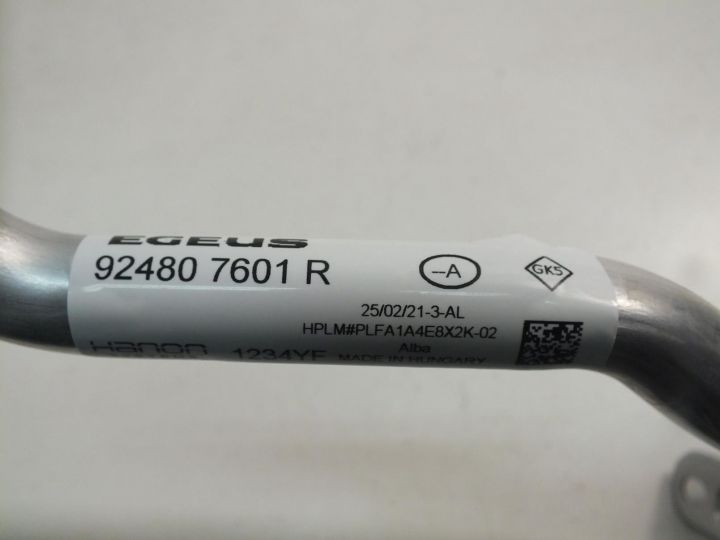 EGEUS
92480 7601 R
--A
GK5
25/02/21-3-AL
HPLM#PLFA1A4E8X2K-02
Hanon 1234YF Alba
MADE IN HUNGARY